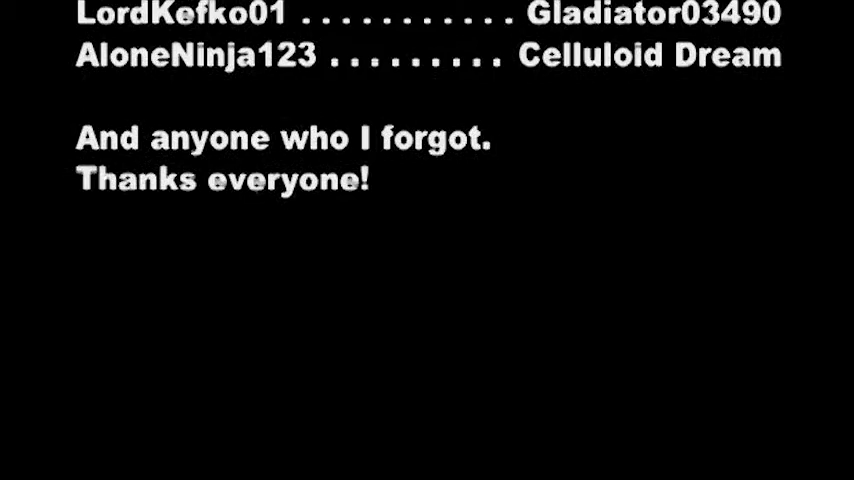 LordKefko01 . . . . . . . . . . . Gladiator03490
AloneNinja123 . . . . . . . . . Celluloid Dream
And anyone who I forgot.
Thanks everyone!